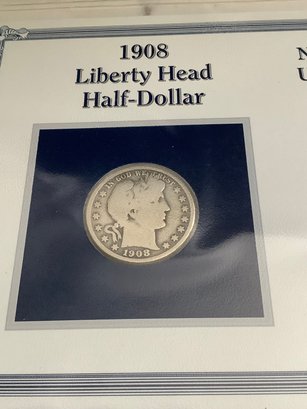 1908
Liberty Head
Half-Dollar
N
U
IN GOD WE TRUST
1908